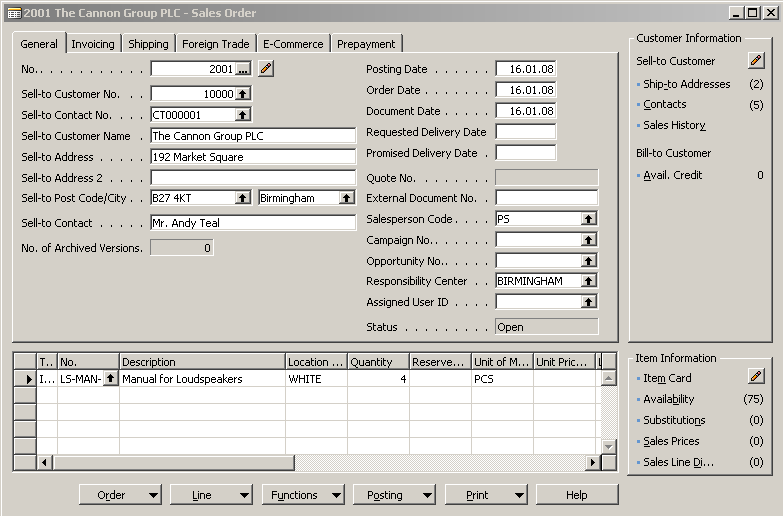 2001 The Cannon Group PLC - Sales Order
General Invoicing Shipping Foreign Trade E-Commerce Prepayment
No. 2001 ...
Sell-to Customer No. 10000
Sell-to Contact No. CT000001
Sell-to Customer Name The Cannon Group PLC
Sell-to Address 192 Market Square
Sell-to Address 2
Sell-to Post Code/City B27 4KT Birmingham
Sell-to Contact Mr. Andy Teal
No. of Archived Versions 0
Posting Date 16.01.08
Order Date 16.01.08
Document Date 16.01.08
Requested Delivery Date
Promised Delivery Date
Quote No.
External Document No.
Salesperson Code PS
Campaign No.
Opportunity No.
Responsibility Center BIRMINGHAM
Assigned User ID
Status Open
Customer Information
Sell-to Customer
Ship-to Addresses (2)
Contacts (5)
Sales History
Bill-to Customer
Avail. Credit 0
T... No. Description Location ... Quantity Reserve... Unit of M... Unit Pric... L
I... LS-MAN- Manual for Loudspeakers WHITE 4 PCS
Item Information
Item Card
Availability (75)
Substitutions (0)
Sales Prices (0)
Sales Line Di... (0)
Order Line Functions Posting Print Help